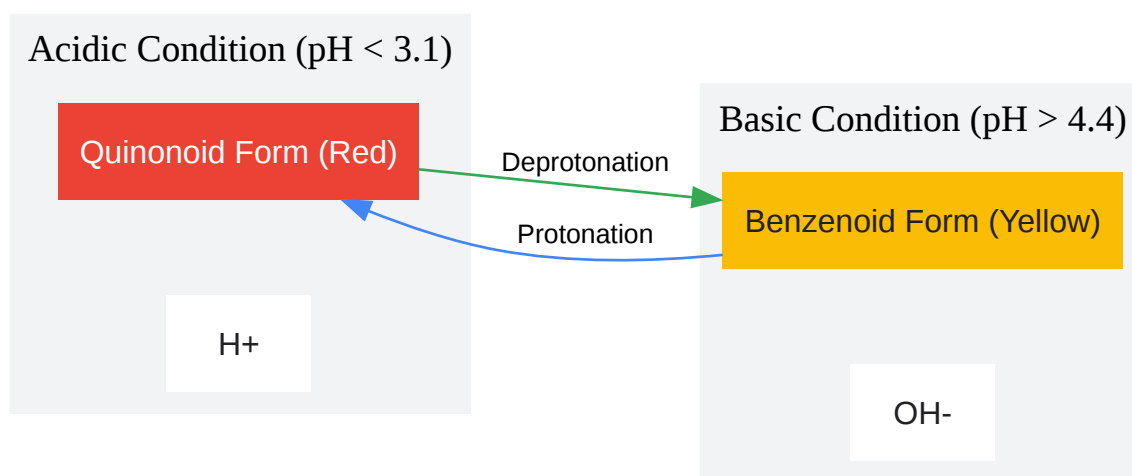 Acidic Condition (pH < 3.1)
Quinonoid Form (Red)
H+
Deprotonation
Protonation
Basic Condition (pH > 4.4)
Benzenoid Form (Yellow)
OH-